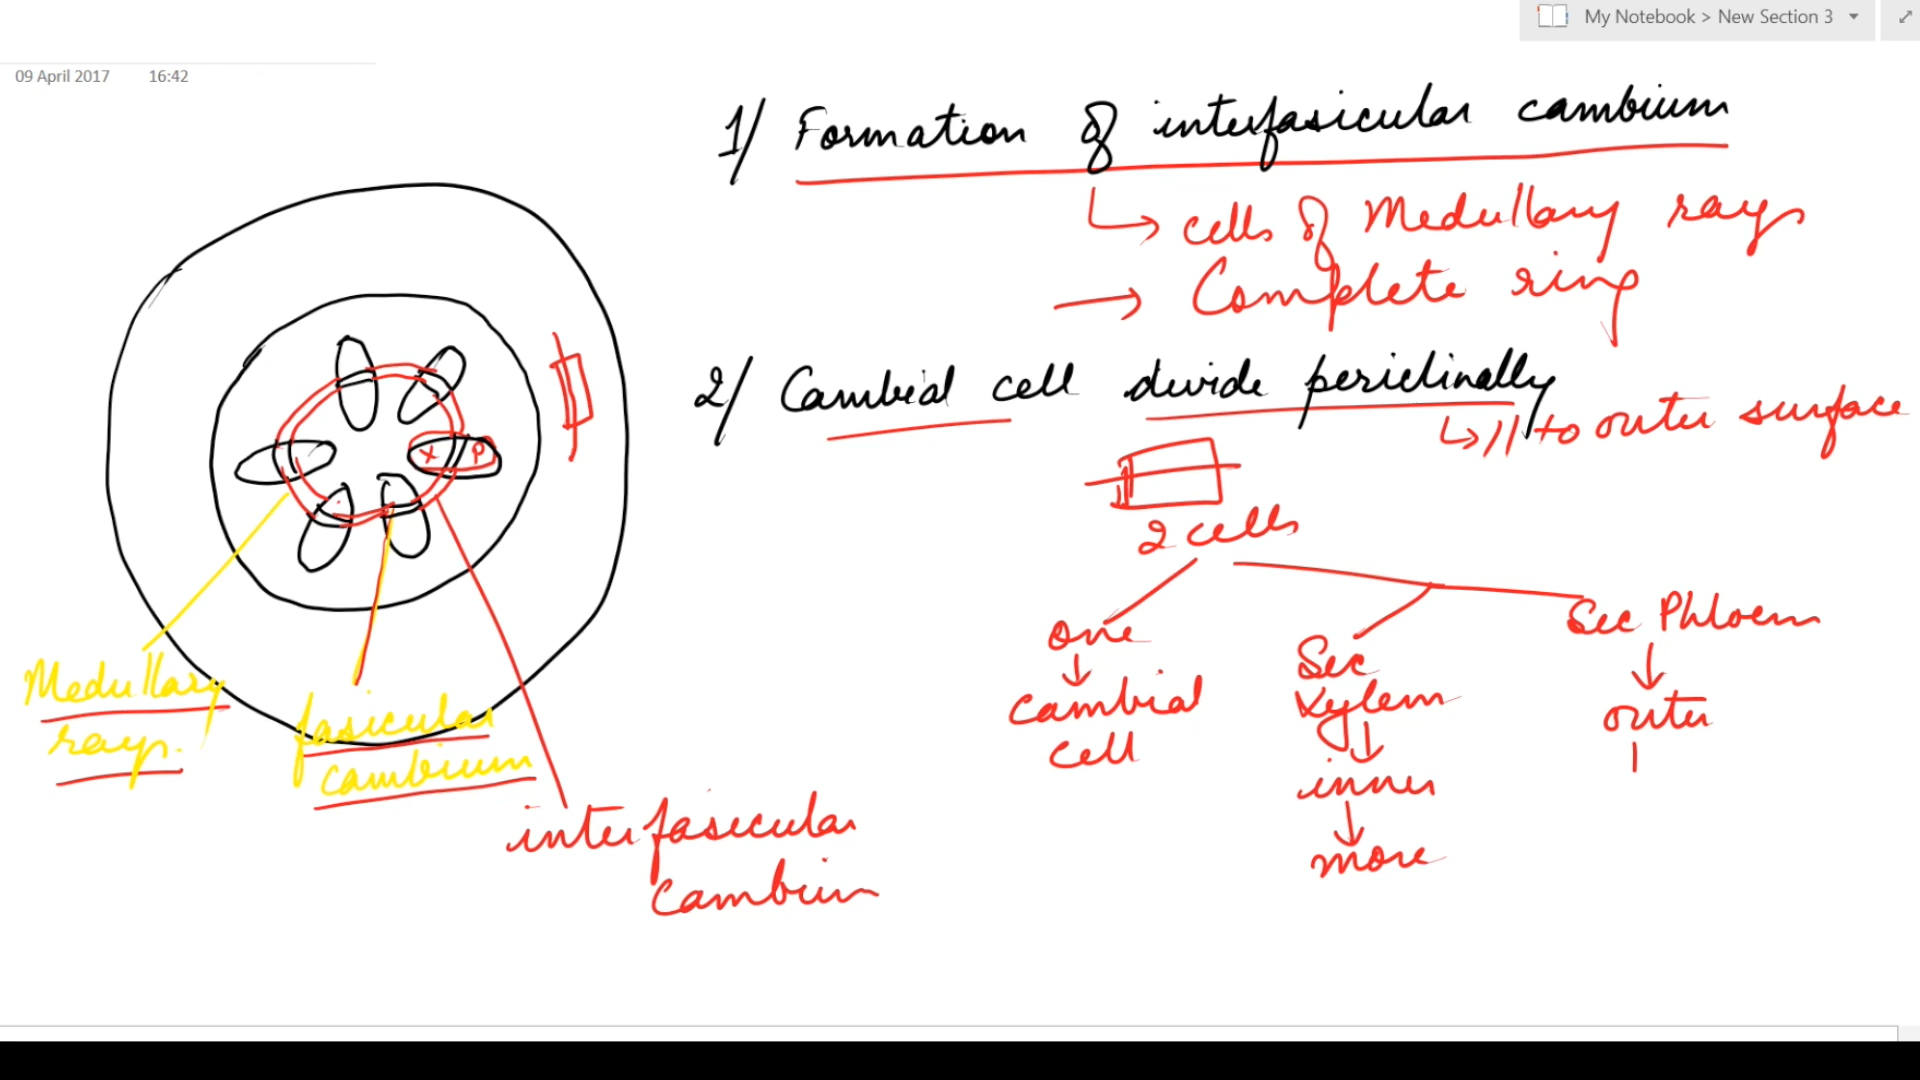 My Notebook > New Section 3
09 April 2017 16:42
1/ Formation of interfasicular cambium
↳ cells of Medullary rays
→ Complete ring
2/ Cambial cell divide periclinally
↳ // to outer surface
X P
2 cells
one
↓
cambial
cell
Sec
Xylem
↓
inner
↓
more
Sec Phloem
↓
outer
Medullary
rays.
fasicular
cambium
interfasicular
Cambium